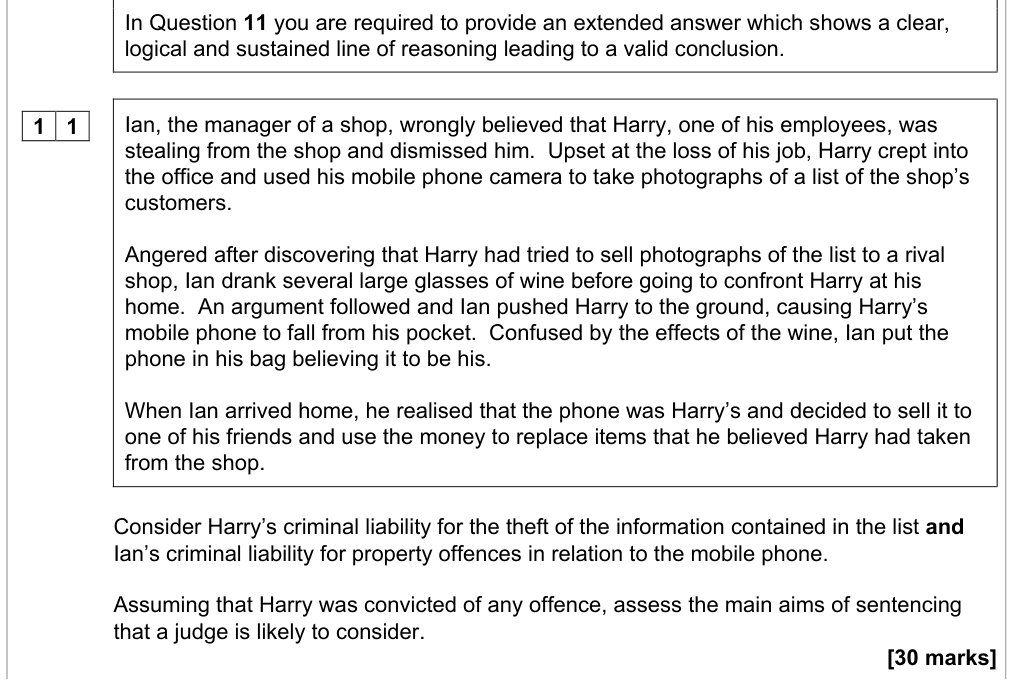 In Question 11 you are required to provide an extended answer which shows a clear,
logical and sustained line of reasoning leading to a valid conclusion.
1 1
Ian, the manager of a shop, wrongly believed that Harry, one of his employees, was
stealing from the shop and dismissed him. Upset at the loss of his job, Harry crept into
the office and used his mobile phone camera to take photographs of a list of the shop's
customers.
Angered after discovering that Harry had tried to sell photographs of the list to a rival
shop, Ian drank several large glasses of wine before going to confront Harry at his
home. An argument followed and Ian pushed Harry to the ground, causing Harry's
mobile phone to fall from his pocket. Confused by the effects of the wine, Ian put the
phone in his bag believing it to be his.
When Ian arrived home, he realised that the phone was Harry's and decided to sell it to
one of his friends and use the money to replace items that he believed Harry had taken
from the shop.
Consider Harry's criminal liability for the theft of the information contained in the list and
Ian's criminal liability for property offences in relation to the mobile phone.
Assuming that Harry was convicted of any offence, assess the main aims of sentencing
that a judge is likely to consider.
[30 marks]